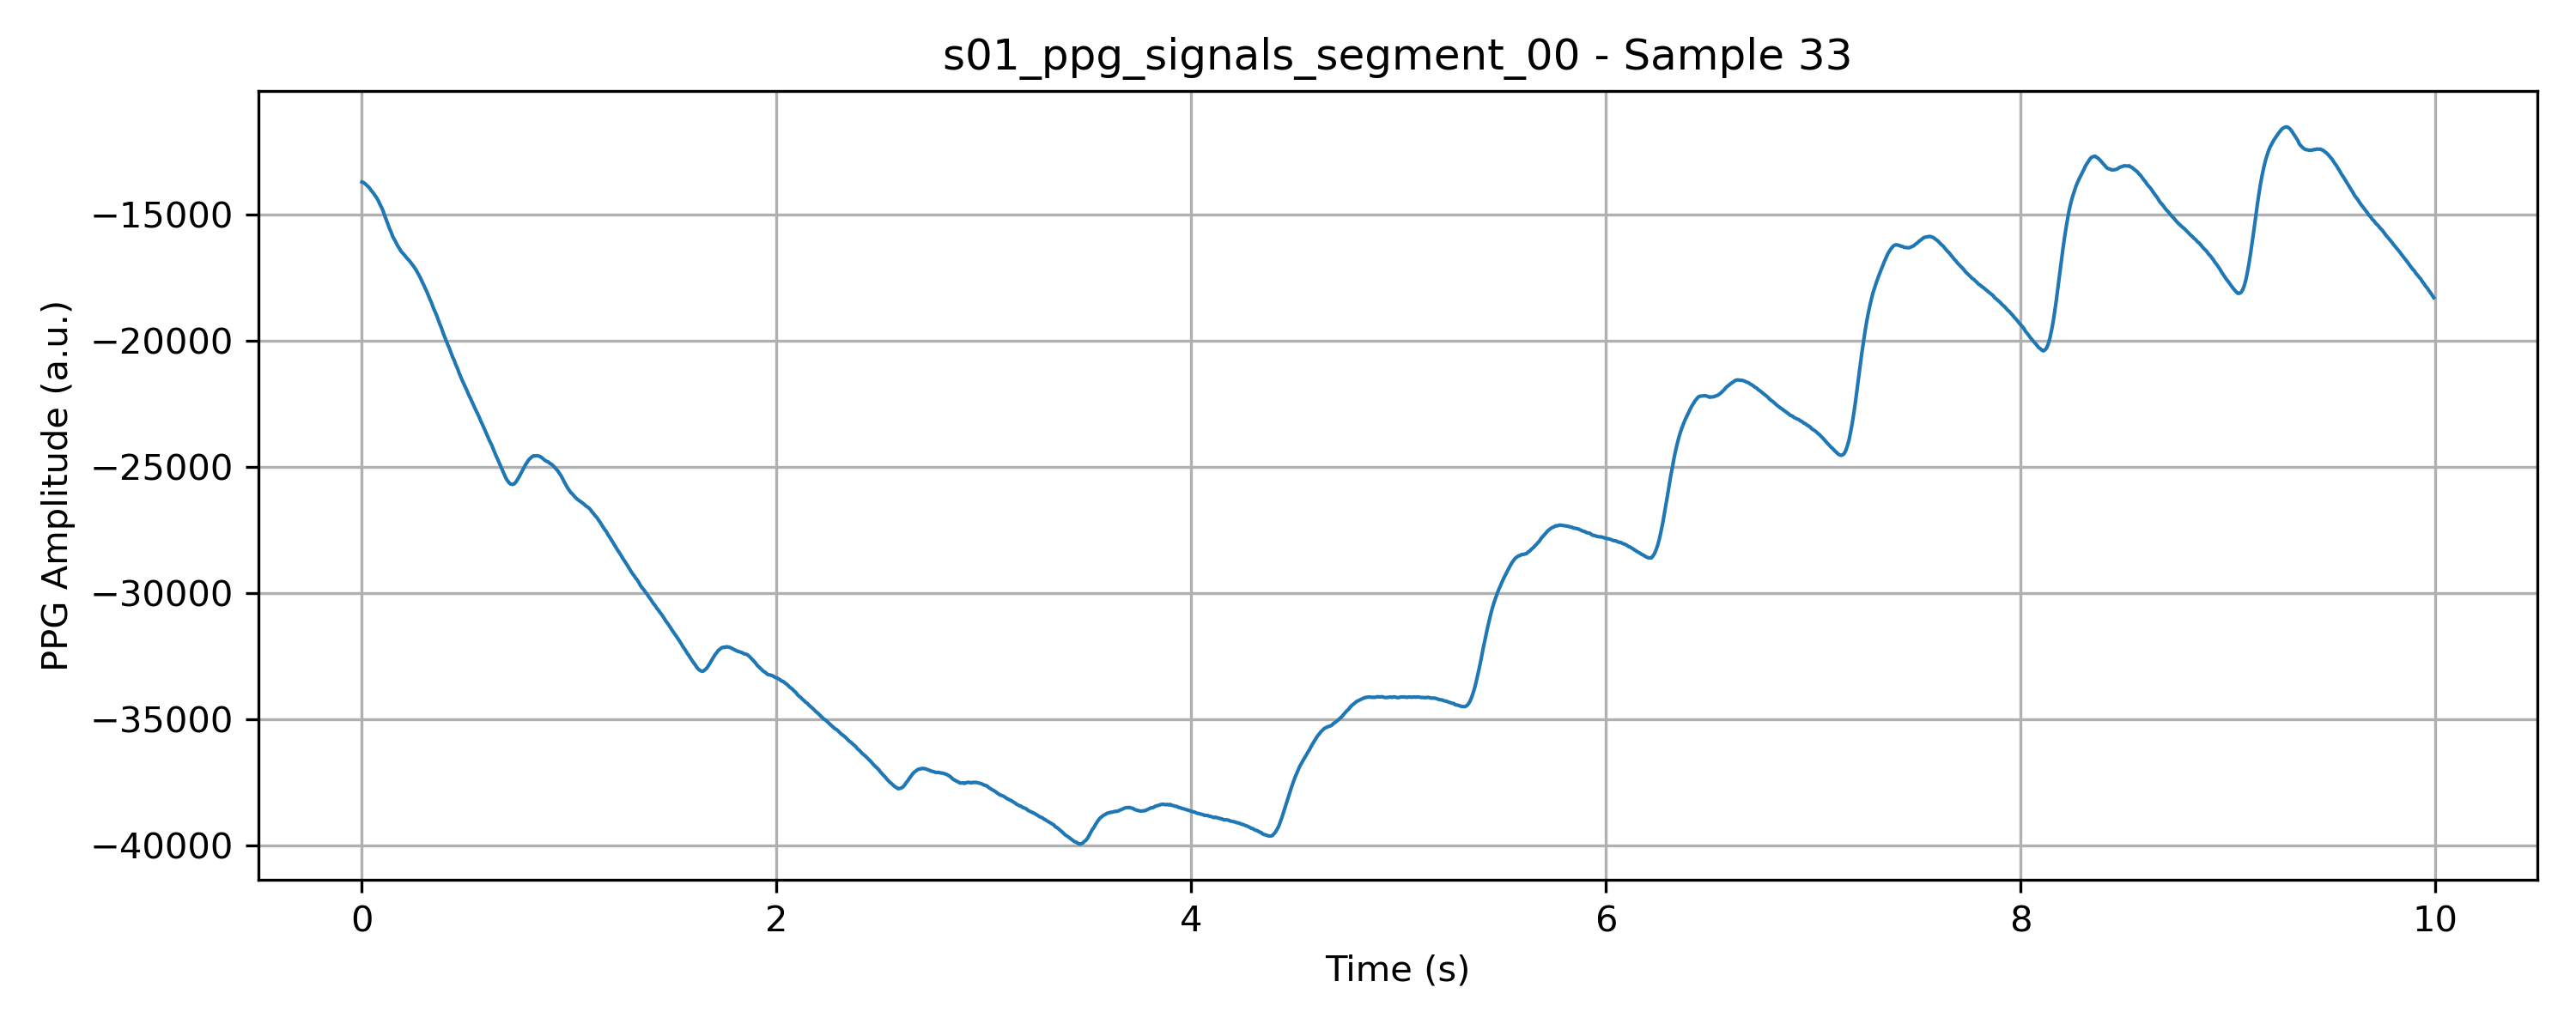 s01_ppg_signals_segment_00 - Sample 33
PPG Amplitude (a.u.)
−15000
−20000
−25000
−30000
−35000
−40000
0 2 4 6 8 10
Time (s)